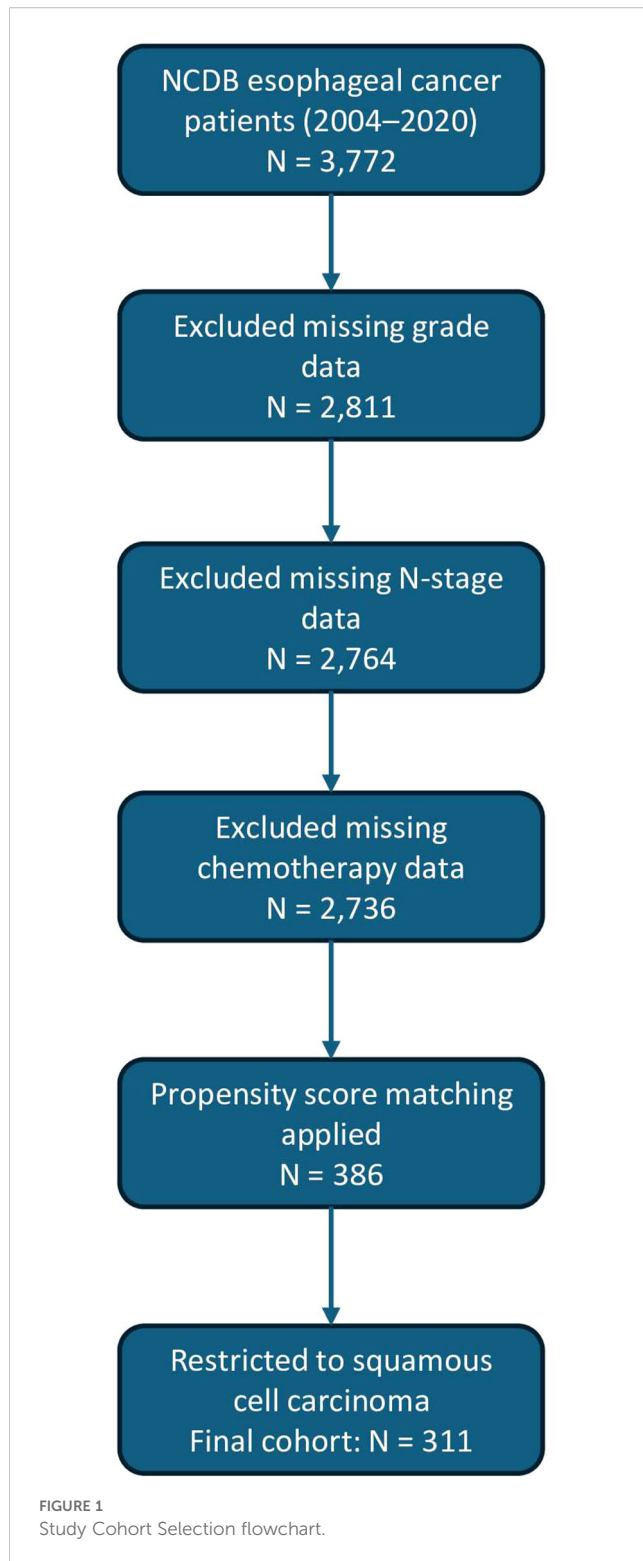 NCDB esophageal cancer
patients (2004–2020)
N = 3,772
Excluded missing grade
data
N = 2,811
Excluded missing N-stage
data
N = 2,764
Excluded missing
chemotherapy data
N = 2,736
Propensity score matching
applied
N = 386
Restricted to squamous
cell carcinoma
Final cohort: N = 311
FIGURE 1
Study Cohort Selection flowchart.